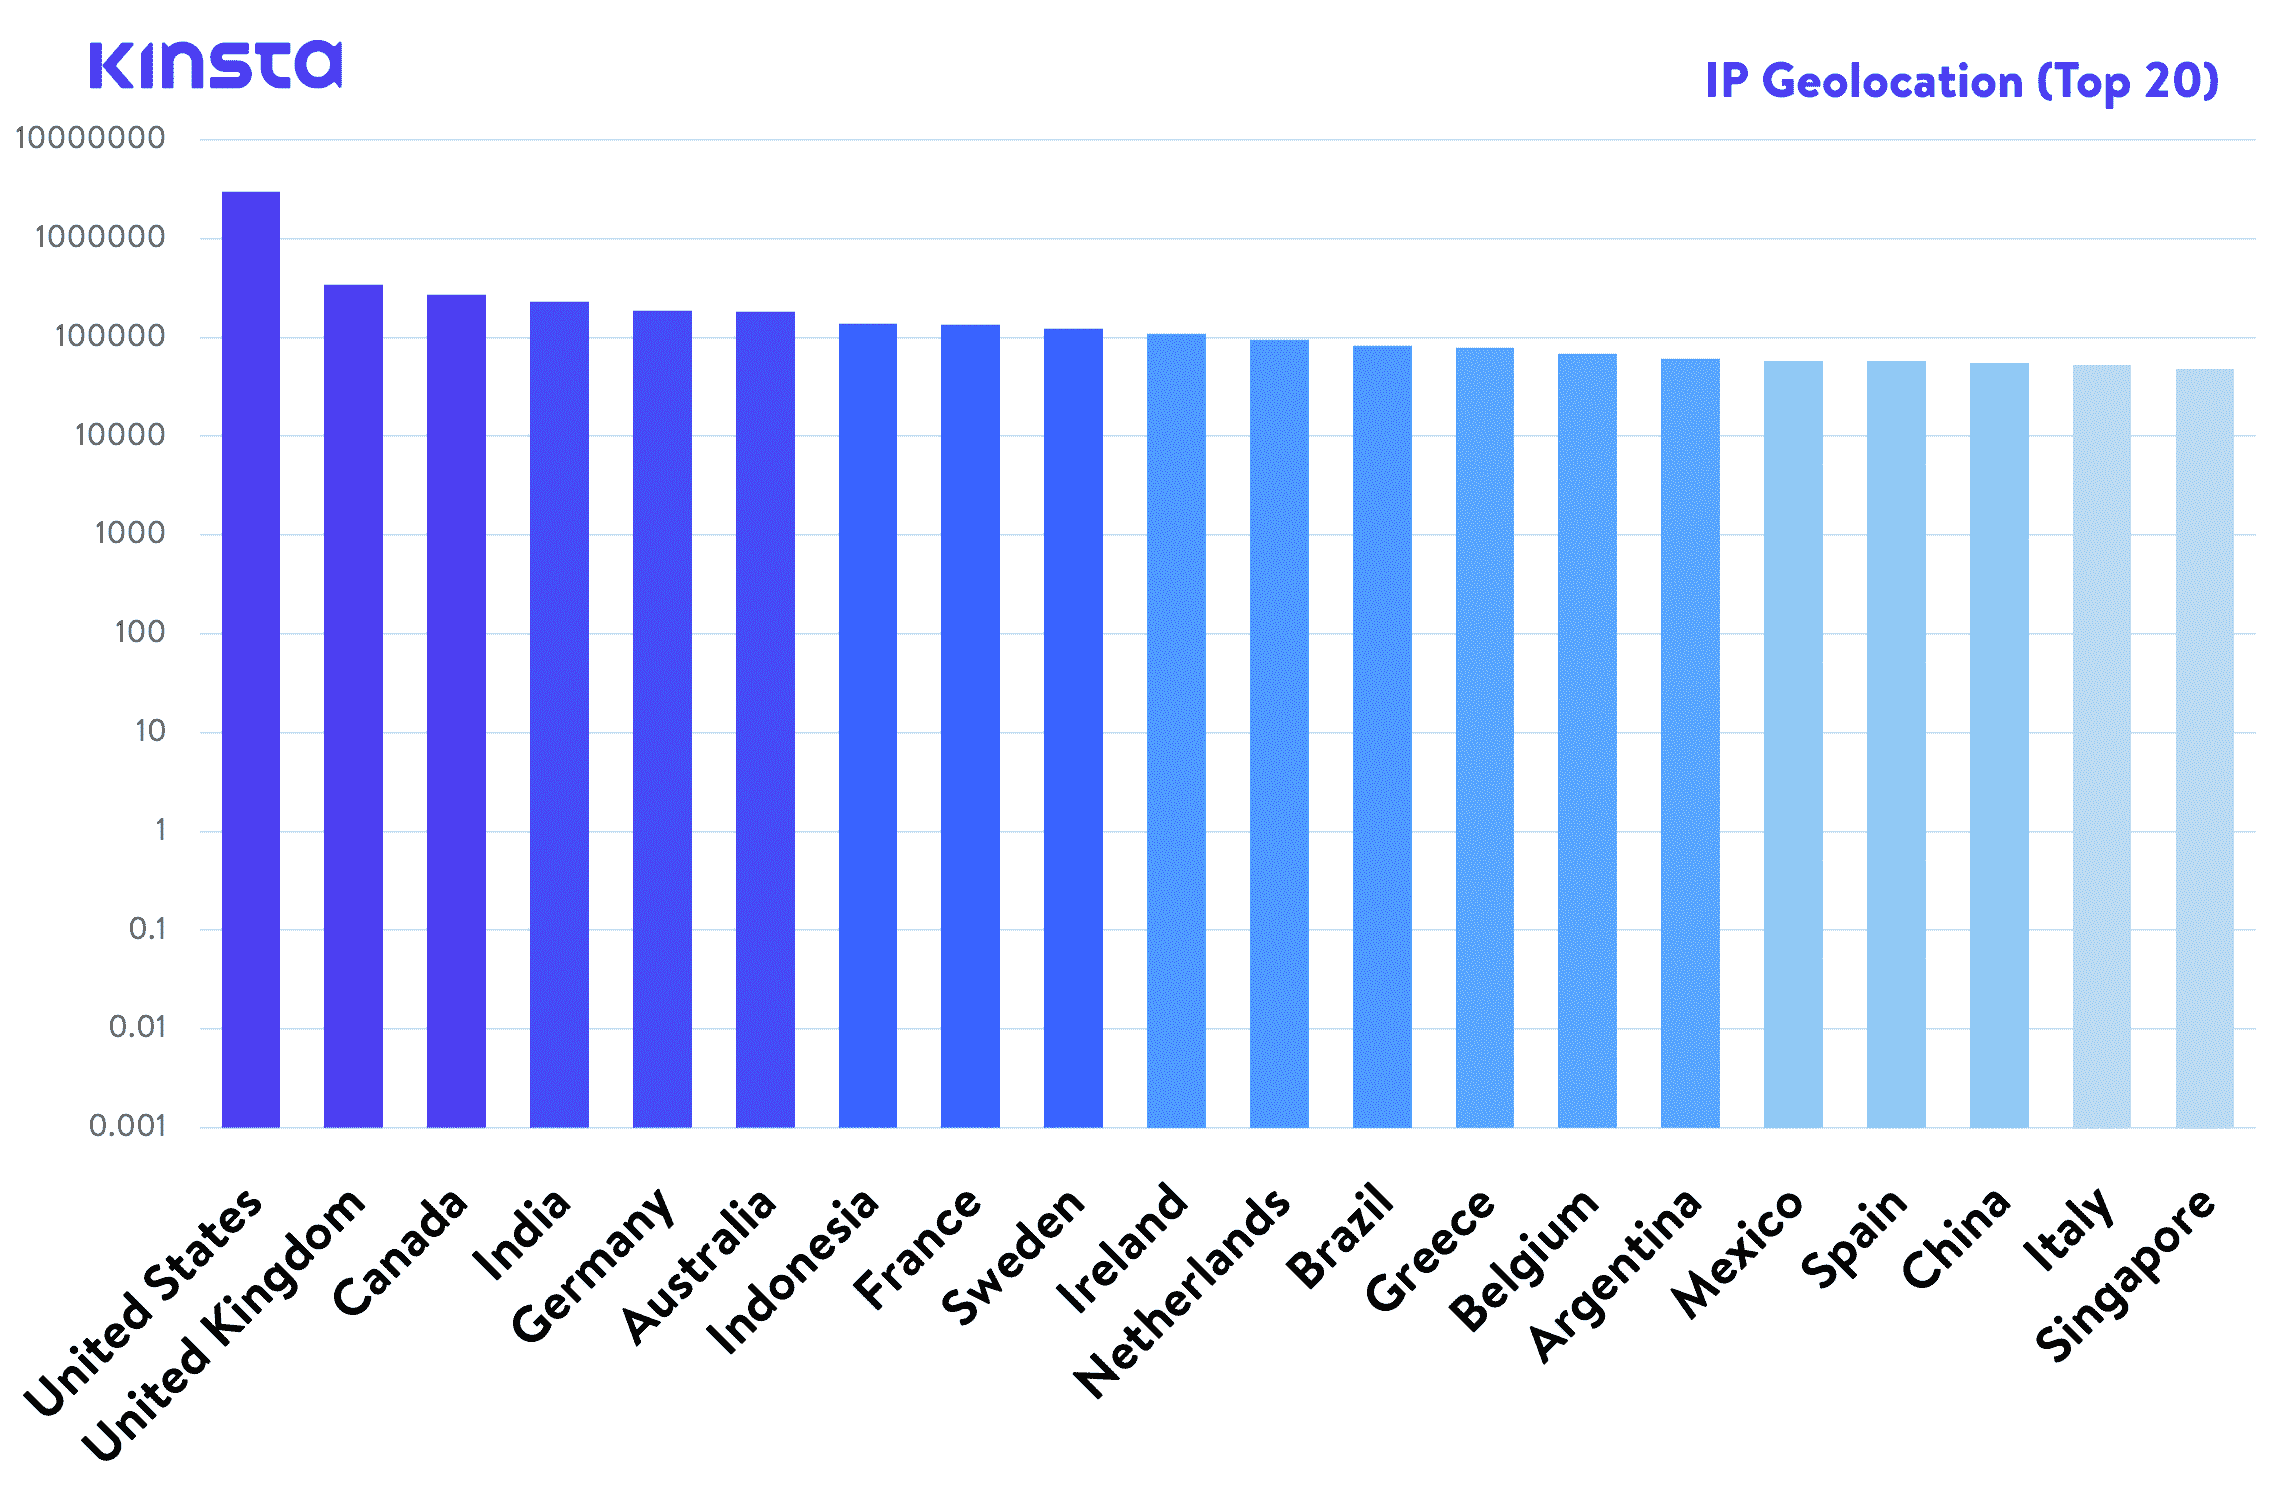 Kinsta
IP Geolocation (Top 20)
10000000
1000000
100000
10000
1000
100
10
1
0.1
0.01
0.001
United States
United Kingdom
Canada
India
Germany
Australia
Indonesia
France
Sweden
Ireland
Netherlands
Brazil
Greece
Belgium
Argentina
Mexico
Spain
China
Italy
Singapore